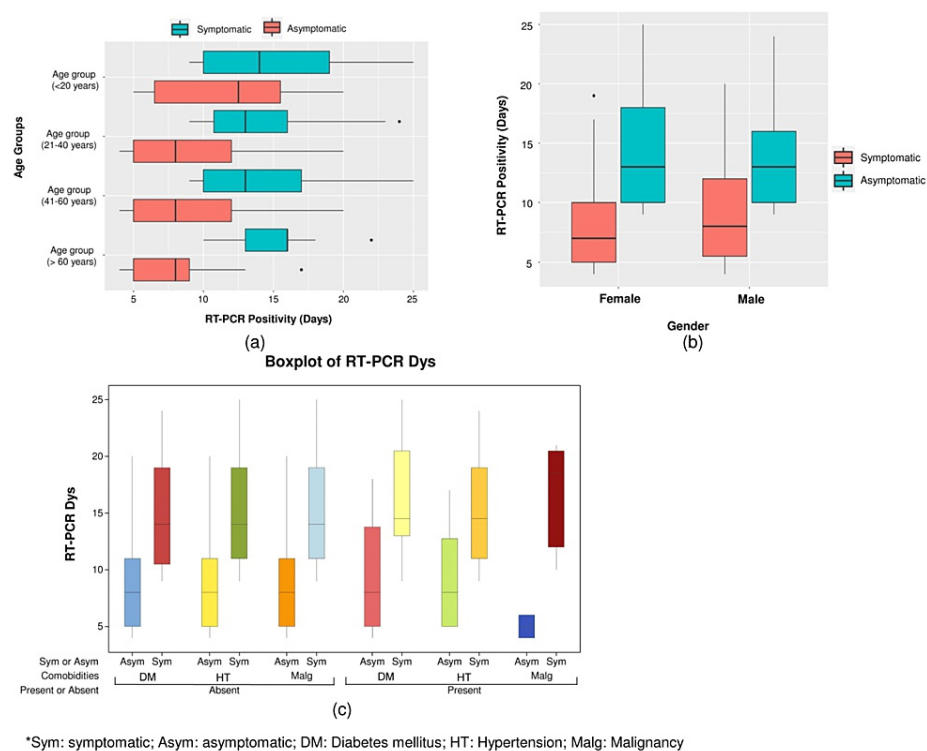 Symptomatic
Asymptomatic
Age Groups
Age group
(<20 years)
Age group
(21-40 years)
Age group
(41-60 years)
Age group
(> 60 years)
5
10
15
20
25
RT-PCR Positivity (Days)
(a)
RT-PCR Positivity (Days)
25
20
15
10
5
Female
Male
Gender
(b)
Symptomatic
Asymptomatic
Boxplot of RT-PCR Dys
RT-PCR Dys
25
20
15
10
5
Sym or Asym Asym Sym Asym Sym Asym Sym Asym Sym Asym Sym Asym Sym
Comobidities DM HT Malg DM HT Malg
Present or Absent Absent Present
(c)
*Sym: symptomatic; Asym: asymptomatic; DM: Diabetes mellitus; HT: Hypertension; Malg: Malignancy